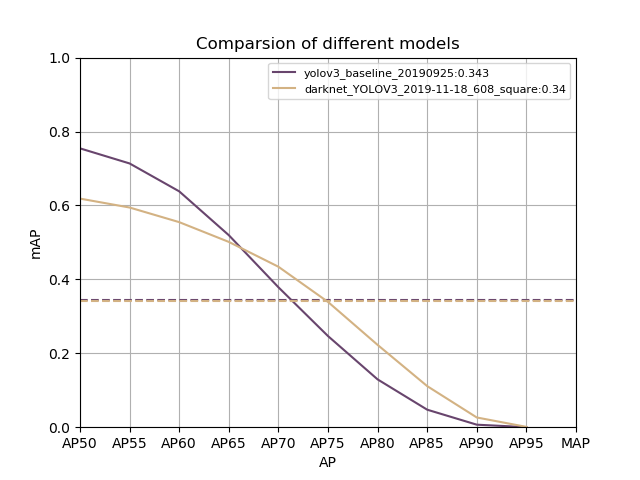 Comparsion of different models
yolov3_baseline_20190925:0.343
darknet_YOLOV3_2019-11-18_608_square:0.34
1.0
0.8
0.6
0.4
0.2
0.0
mAP
AP50 AP55 AP60 AP65 AP70 AP75 AP80 AP85 AP90 AP95 MAP
AP